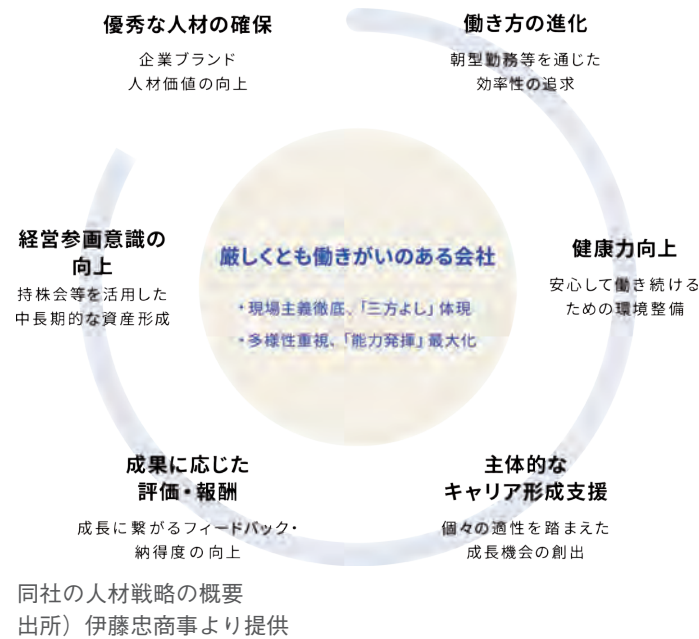 優秀な人材の確保
企業ブランド
人材価値の向上
働き方の進化
朝型勤務等を通じた
効率性の追求
経営参画意識の
向上
持株会等を活用した
中長期的な資産形成
厳しくとも働きがいのある会社
・現場主義徹底、「三方よし」体現
・多様性重視、「能力発揮」最大化
健康力向上
安心して働き続ける
ための環境整備
成果に応じた
評価・報酬
成長に繋がるフィードバック・
納得度の向上
主体的な
キャリア形成支援
個々の適性を踏まえた
成長機会の創出
同社の人材戦略の概要
出所）伊藤忠商事より提供